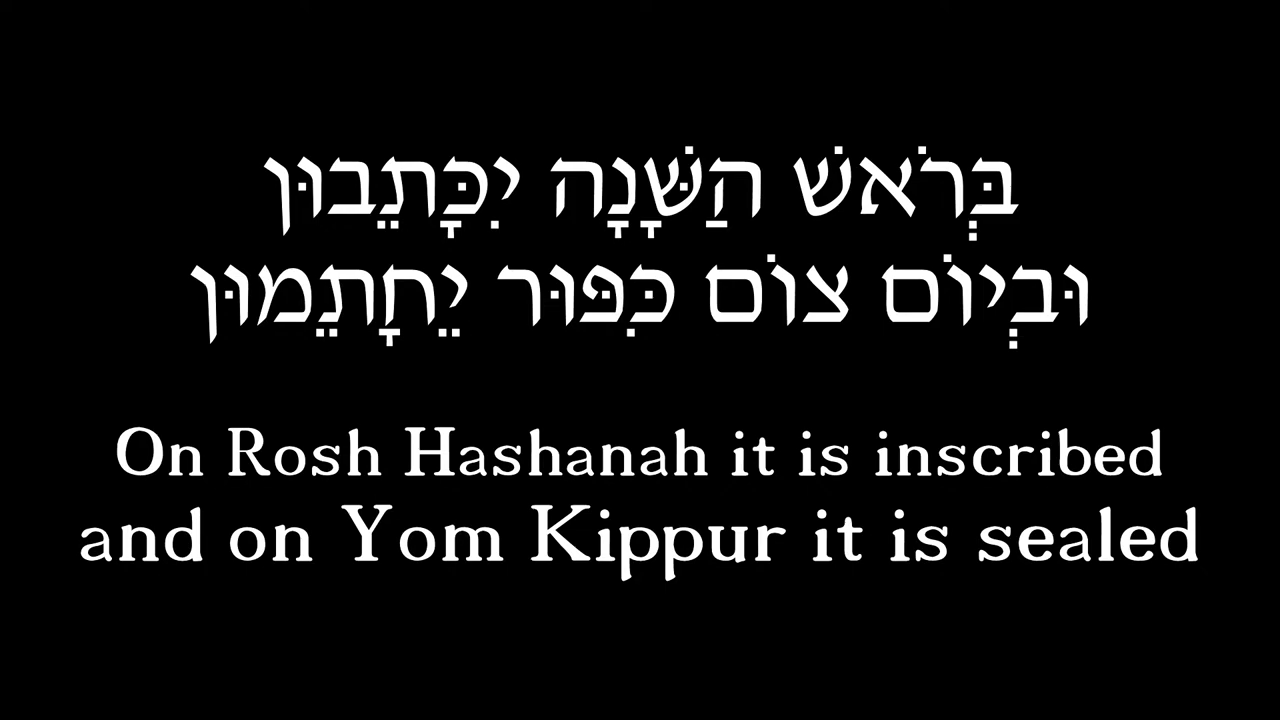 בְּרֹאשׁ הַשָּׁנָה יִכָּתֵבוּן
וּבְיוֹם צוֹם כִּפּוּר יֵחָתֵמוּן
On Rosh Hashanah it is inscribed
and on Yom Kippur it is sealed